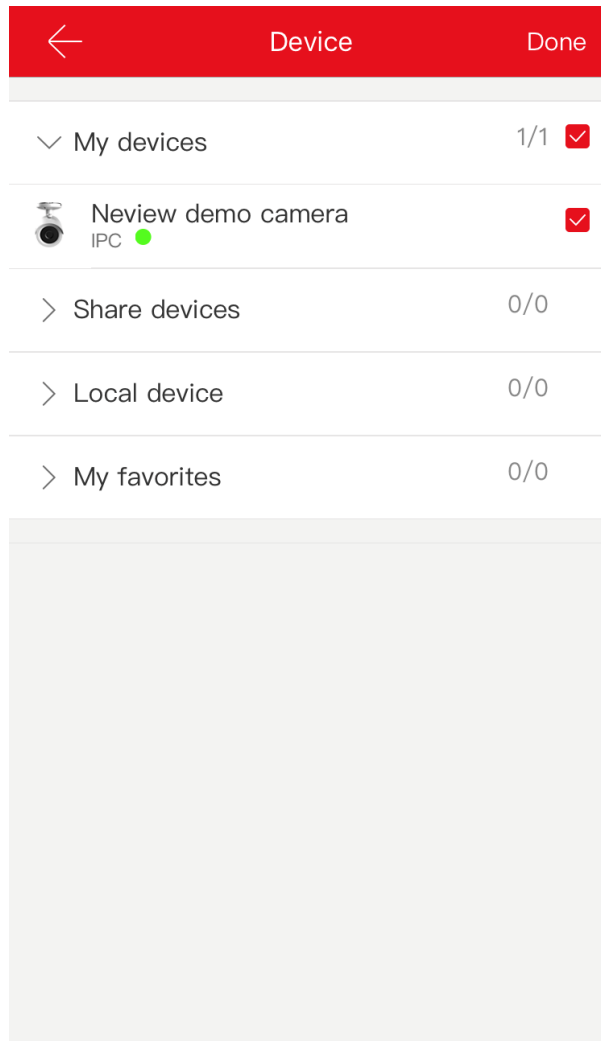 Device
Done
My devices
1/1
Neview demo camera
IPC
Share devices
0/0
Local device
0/0
My favorites
0/0